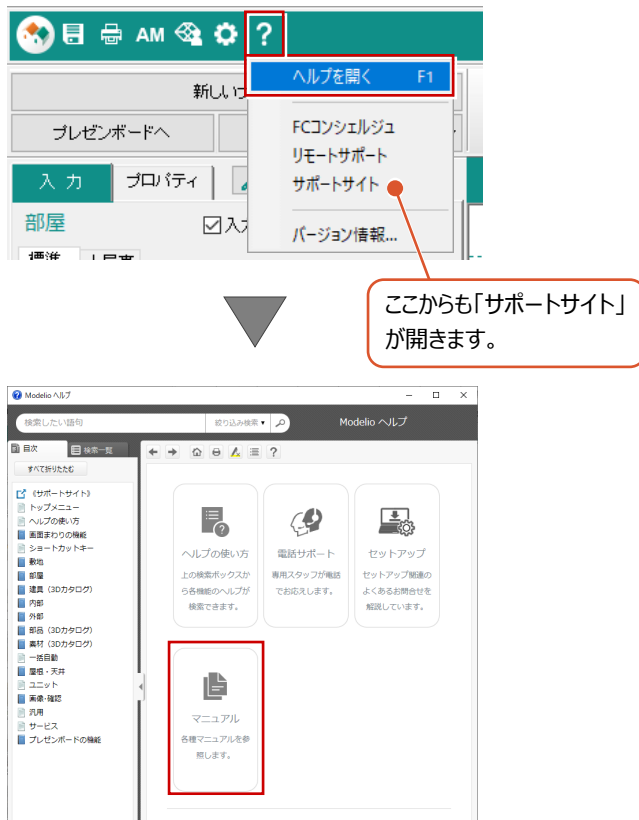 AM
?
新しいプ
ヘルプを開く F1
プレゼンボードへ
FCコンシェルジュ
リモートサポート
サポートサイト
バージョン情報...
入 力
プロパティ
部屋
入力
標準
ここからも「サポートサイト」
が開きます。
Modelio ヘルプ
検索したい語句
絞り込み検索
Modelio ヘルプ
目次
検索一覧
すべて折りたたむ
《サポートサイト》
トップメニュー
ヘルプの使い方
画面まわりの機能
ショートカットキー
敷地
部屋
建具（3Dカタログ）
内部
外部
部品（3Dカタログ）
素材（3Dカタログ）
一括自動
屋根・天井
ユニット
画像・確認
汎用
サービス
プレゼンボードの機能
ヘルプの使い方
上の検索ボックスか
ら各機能のヘルプが
検索できます。
電話サポート
専用スタッフが電話
でお応えします。
セットアップ
セットアップ関連の
よくあるお問合せを
解説しています。
マニュアル
各種マニュアルを参
照します。